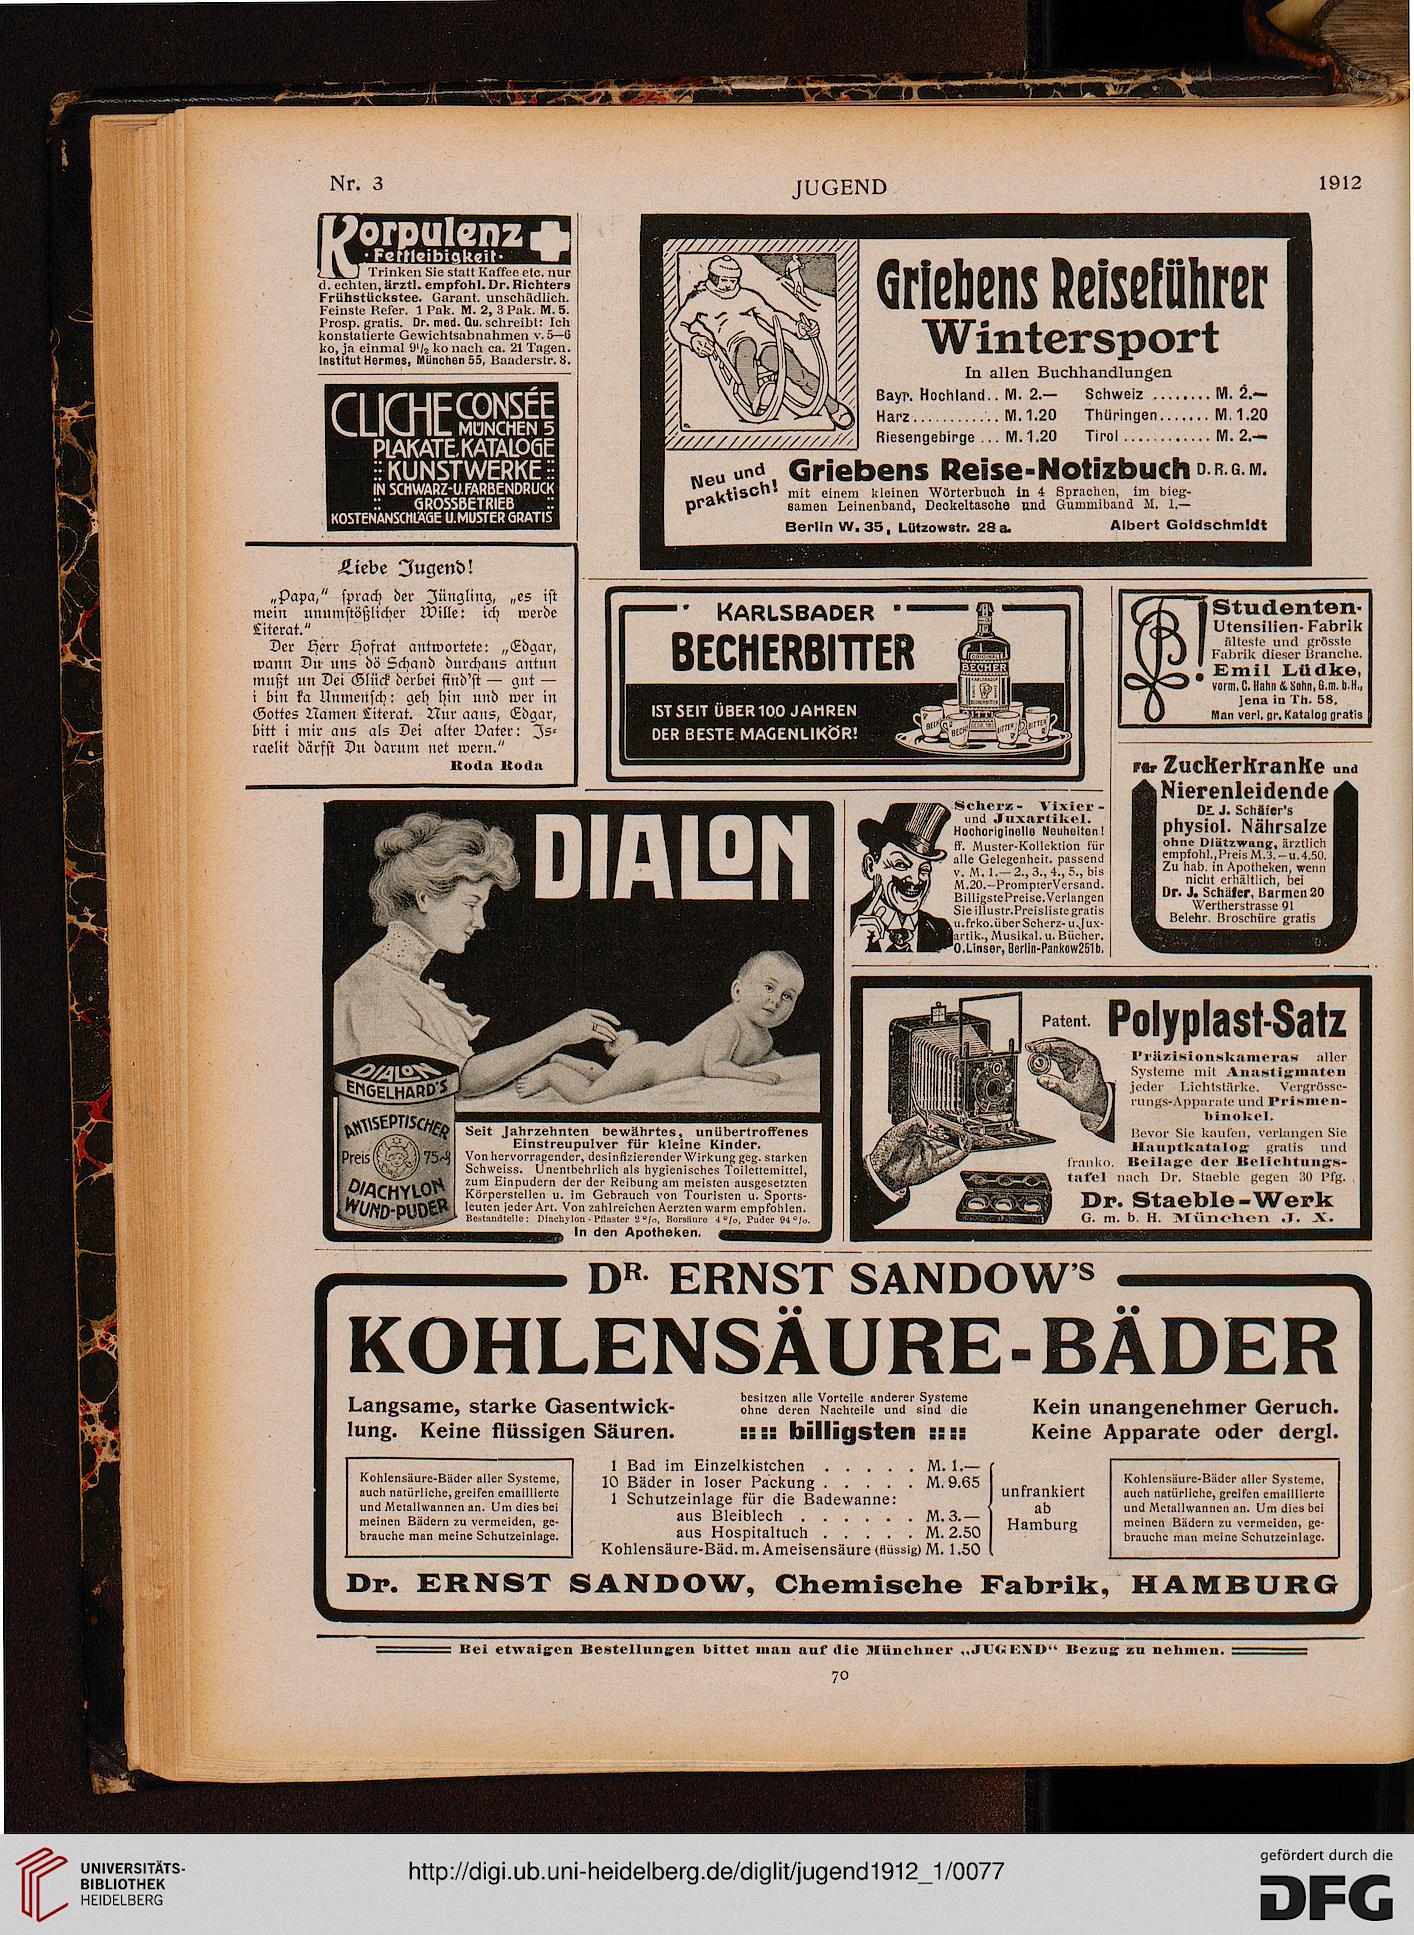 Nr. 3
JUGEND
1912
Korpulenz
· Fettleibigkeit ·
Trinken Sie statt Kaffee etc. nur
d. echten, ärztl. empfohl. Dr. Richters
Frühstückstee. Garant. unschädlich.
Feinste Refer. 1 Pak. M. 2, 3 Pak. M. 5.
Prosp. gratis. Dr. med. Qu. schreibt: Ich
konstatierte Gewichtsabnahmen v. 5—6
ko, ja einmal 9½ ko nach ca. 21 Tagen.
Institut Hermes, München 55, Baaderstr. 8.
CLICHE CONSÉE
MÜNCHEN 5
PLAKATE, KATALOGE
:: KUNSTWERKE ::
IN SCHWARZ-U. FARBENDRUCK
:: GROSSBETRIEB ::
KOSTENANSCHLÄGE U. MUSTER GRATIS
Liebe Jugend!
„Papa,“ sprach der Jüngling, „es ist
mein unumstößlicher Wille: ich werde
Literat.“
Der Herr Hofrat antwortete: „Edgar,
wann Du uns dö Schand durchaus antun
mußt un Dei Glück derbei find'st — gut —
i bin ka Unmensch: geh hin und wer in
Gottes Namen Literat. Nur aans, Edgar,
bitt i mir aus als Dei alter Vater: Is-
raelit därfst Du darum net wern.“
Roda Roda
Griebens Reiseführer
Wintersport
In allen Buchhandlungen
Bayr. Hochland.. M. 2.— Schweiz ........ M. 2.—
Harz............ M. 1.20 Thüringen....... M. 1.20
Riesengebirge ... M. 1.20 Tirol ............ M. 2.—
Neu und praktisch! Griebens Reise-Notizbuch D. R. G. M.
mit einem kleinen Wörterbuch in 4 Sprachen, im bieg-
samen Leinenband, Deckeltasche und Gummiband M. 1.—
Berlin W. 35, Lützowstr. 28 a. Albert Goldschmidt
KARLSBADER
BECHERBITTER
IST SEIT ÜBER 100 JAHREN
DER BESTE MAGENLIKÖR!
ORIGINAL
BECHER
Studenten-
Utensilien-Fabrik
älteste und grösste
Fabrik dieser Branche.
Emil Lüdke,
vorm. C. Hahn & Sohn, G. m. b. H.,
Jena in Th. 58.
Man verl. gr. Katalog gratis
Für Zuckerkranke und
Nierenleidende
Dr. J. Schäfer's
physiol. Nährsalze
ohne Diätzwang, ärztlich
empfohl., Preis M. 3.— u. 4.50.
Zu hab. in Apotheken, wenn
nicht erhältlich, bei
Dr. J. Schäfer, Barmen 20
Wertherstrasse 91
Belehr. Broschüre gratis
Scherz- Vixier-
und Juxartikel.
Hochoriginelle Neuheiten!
ff. Muster-Kollektion für
alle Gelegenheit. passend
v. M. 1.— 2., 3., 4., 5., bis
M. 20.— Prompter Versand.
Billigste Preise. Verlangen
Sie illustr. Preisliste gratis
u. frko. über Scherz- u. Jux-
artik., Musikal. u. Bücher.
O. Linser, Berlin-Pankow 251b.
DIALON
DIALON
ENGELHARD'S
ANTISEPTISCHER
Preis 75 ₰
DIACHYLON
WUND-PUDER
Seit Jahrzehnten bewährtes, unübertroffenes
Einstreupulver für kleine Kinder.
Von hervorragender, desinfizierender Wirkung geg. starken
Schweiss. Unentbehrlich als hygienisches Toilettemittel,
zum Einpudern der der Reibung am meisten ausgesetzten
Körperstellen u. im Gebrauch von Touristen u. Sports-
leuten jeder Art. Von zahlreichen Aerzten warm empfohlen.
Bestandteile: Diachylon-Pflaster 2 %, Borsäure 4 %, Puder 94 %.
In den Apotheken.
Patent. Polyplast-Satz
Präzisionskameras aller
Systeme mit Anastigmaten
jeder Lichtstärke. Vergrösse-
rungs-Apparate und Prismen-
binokel.
Bevor Sie kaufen, verlangen Sie
Hauptkatalog gratis und
franko. Beilage der Belichtungs-
tafel nach Dr. Staeble gegen 30 Pfg.
Dr. Staeble-Werk
G. m. b. H. München J. X.
DR. ERNST SANDOW'S
KOHLENSÄURE-BÄDER
Langsame, starke Gasentwick-
lung. Keine flüssigen Säuren.
besitzen alle Vorteile anderer Systeme
ohne deren Nachteile und sind die
:: :: billigsten :: ::
Kein unangenehmer Geruch.
Keine Apparate oder dergl.
Kohlensäure-Bäder aller Systeme,
auch natürliche, greifen emaillierte
und Metallwannen an. Um dies bei
meinen Bädern zu vermeiden, ge-
brauche man meine Schutzeinlage.
1 Bad im Einzelkistchen . . . . . M. 1.—
10 Bäder in loser Packung . . . . . M. 9.65
1 Schutzeinlage für die Badewanne:
aus Bleiblech . . . . . . M. 3.—
aus Hospitaltuch . . . . . M. 2.50
Kohlensäure-Bäd. m. Ameisensäure (flüssig) M. 1.50
unfrankiert
ab
Hamburg
Kohlensäure-Bäder aller Systeme,
auch natürliche, greifen emaillierte
und Metallwannen an. Um dies bei
meinen Bädern zu vermeiden, ge-
brauche man meine Schutzeinlage.
Dr. ERNST SANDOW, Chemische Fabrik, HAMBURG
Bei etwaigen Bestellungen bittet man auf die Münchner „JUGEND“ Bezug zu nehmen.
70
UNIVERSITÄTS-
BIBLIOTHEK
HEIDELBERG
http://digi.ub.uni-heidelberg.de/diglit/jugend1912_1/0077
gefördert durch die
DFG